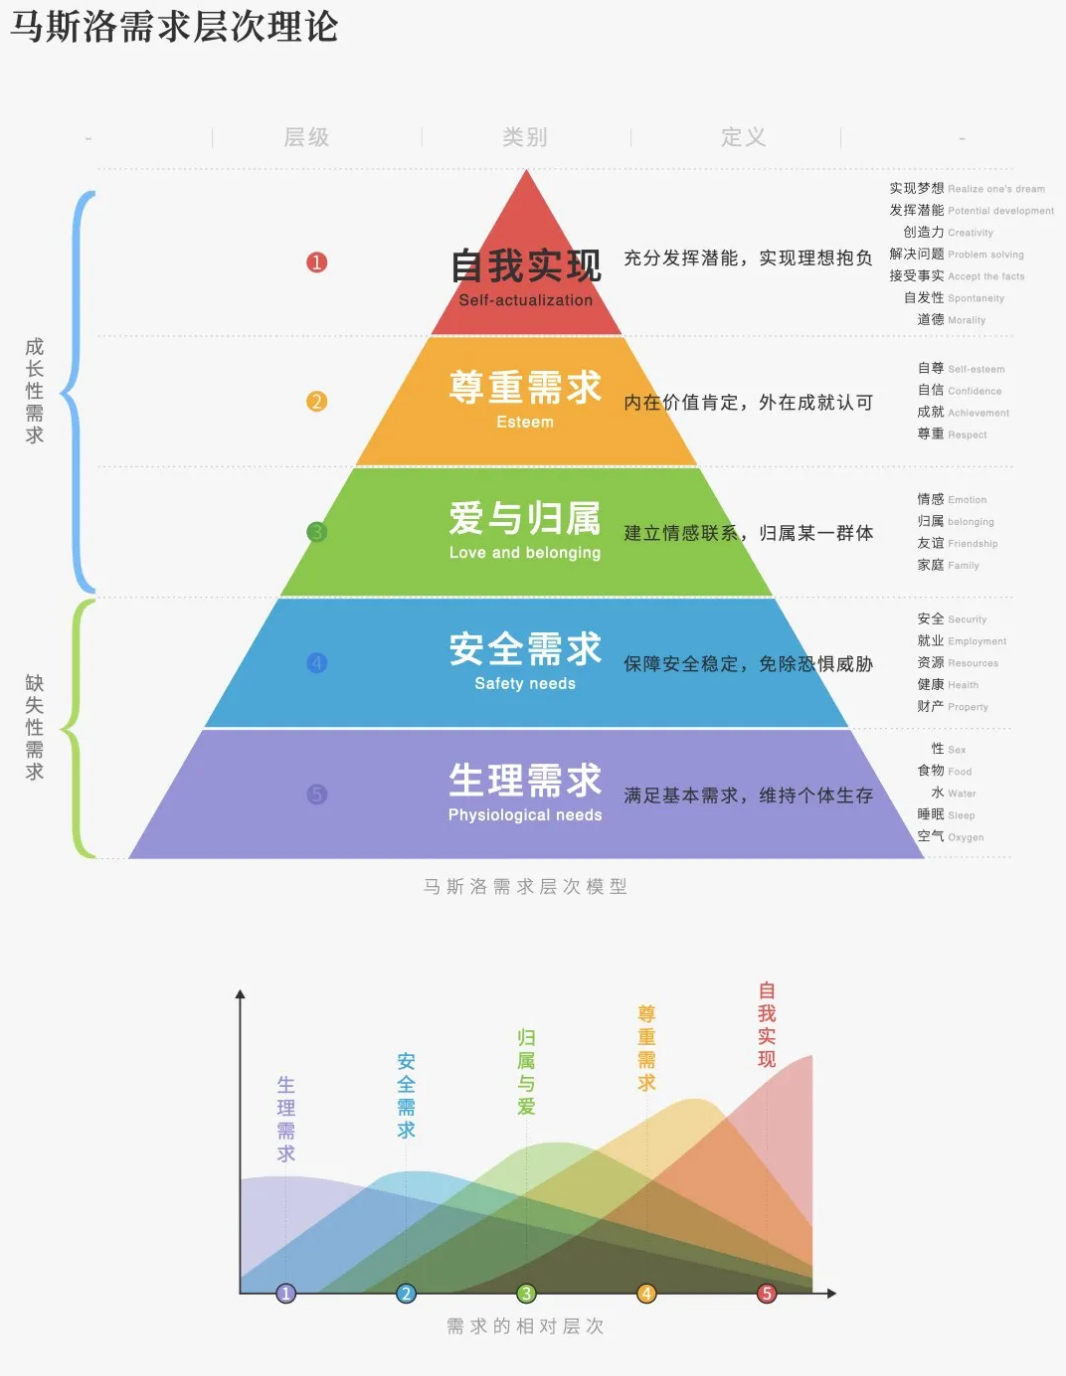 马斯洛需求层次理论
- 层级 类别 定义 -
成长性需求
1
自我实现
Self-actualization
充分发挥潜能，实现理想抱负
实现梦想 Realize one's dream
发挥潜能 Potential development
创造力 Creativity
解决问题 Problem solving
接受事实 Accept the facts
自发性 Spontaneity
道德 Morality
2
尊重需求
Esteem
内在价值肯定，外在成就认可
自尊 Self-esteem
自信 Confidence
成就 Achievement
尊重 Respect
3
爱与归属
Love and belonging
建立情感联系，归属某一群体
情感 Emotion
归属 belonging
友谊 Friendship
家庭 Family
缺失性需求
4
安全需求
Safety needs
保障安全稳定，免除恐惧威胁
安全 Security
就业 Employment
资源 Resources
健康 Health
财产 Property
5
生理需求
Physiological needs
满足基本需求，维持个体生存
性 Sex
食物 Food
水 Water
睡眠 Sleep
空气 Oxygen
马斯洛需求层次模型
生理需求
安全需求
归属与爱
尊重需求
自我实现
1 2 3 4 5
需求的相对层次